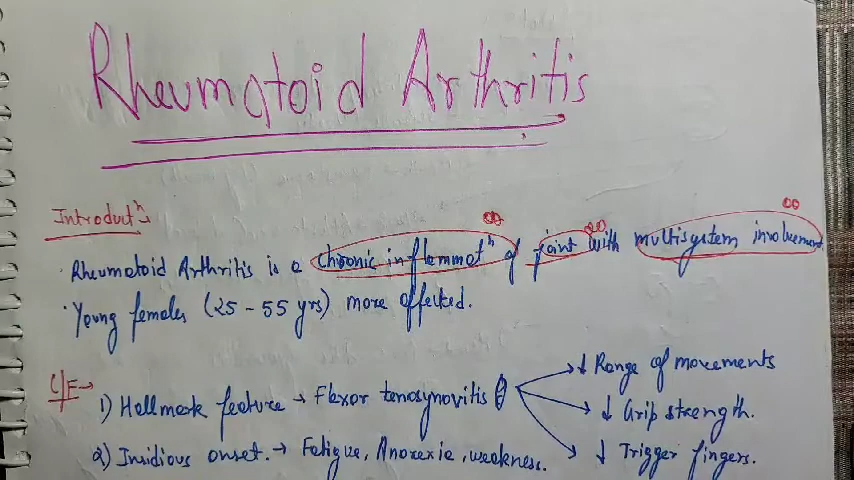 Rheumatoid Arthritis
Introductⁿ→
· Rheumatoid Arthritis is a chronic inflammatⁿ of joint with multisystem involvement
· Young females (25 - 55 yrs) more affected.
C/F →
1) Hallmark feature → Flexor tenosynovitis → ↓ Range of movements
↓ Grip strength.
↓ Trigger fingers.
2) Insidious onset. → Fatigue, Anorexia, weakness.